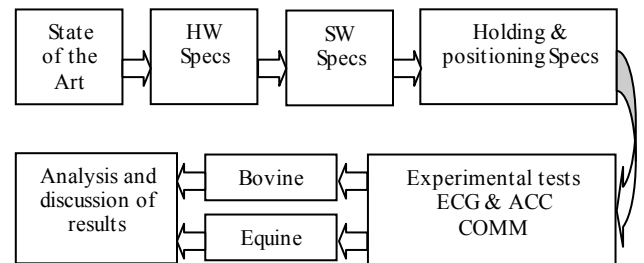 State
of the
Art
HW
Specs
SW
Specs
Holding &
positioning Specs
Experimental tests
ECG & ACC
COMM
Bovine
Equine
Analysis and
discussion of
results